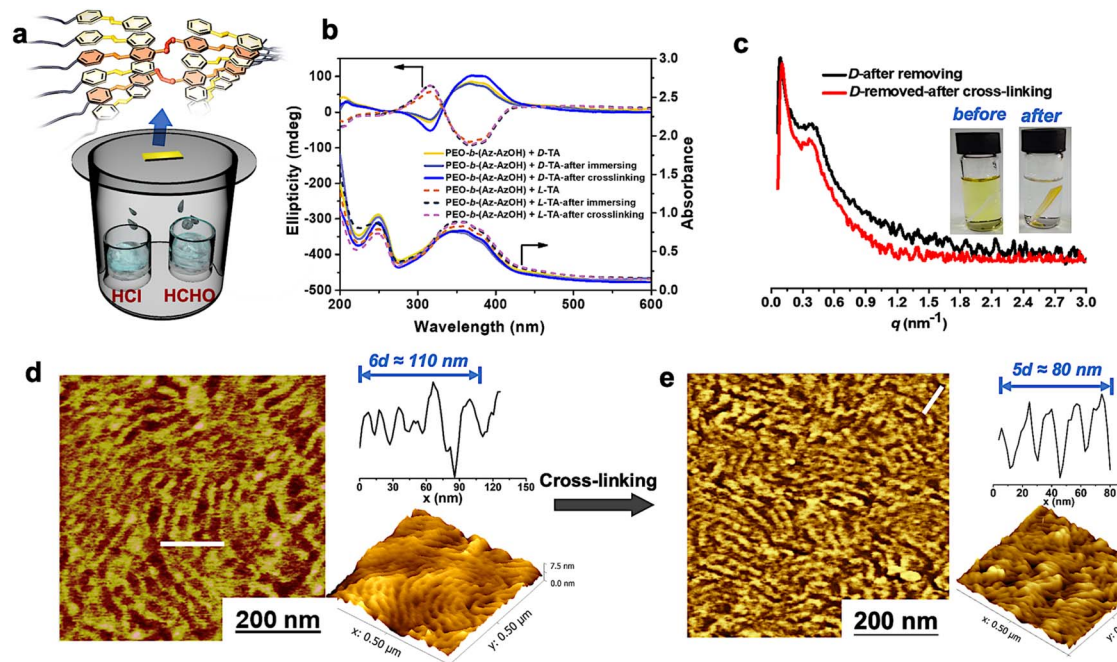 a
HCl
HCHO
b
Ellipticity (mdeg)
100
50
0
-50
-100
-150
-200
-250
-300
-350
-400
-450
-500
PEO-b-(Az-AzOH) + D-TA
PEO-b-(Az-AzOH) + D-TA-after immersing
PEO-b-(Az-AzOH) + D-TA-after crosslinking
PEO-b-(Az-AzOH) + L-TA
PEO-b-(Az-AzOH) + L-TA-after immersing
PEO-b-(Az-AzOH) + L-TA-after crosslinking
3.0
2.5
2.0
1.5
1.0
0.5
0.0
Absorbance
200 300 400 500 600
Wavelength (nm)
c
D-after removing
D-removed-after cross-linking
before after
0.0 0.3 0.6 0.9 1.2 1.5 1.8 2.1 2.4 2.7 3.0
q (nm⁻¹)
d
200 nm
6d ≈ 110 nm
0 30 60 90 120 150
x (nm)
7.5 nm
0.0 nm
x: 0.50 µm
y: 0.50 µm
Cross-linking
e
200 nm
5d ≈ 80 nm
0 20 40 60 80
x (nm)
x: 0.50 µm